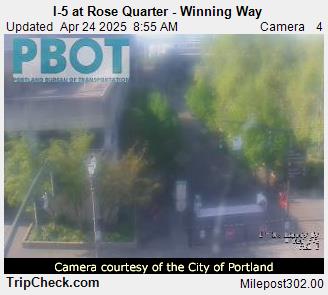 I-5 at Rose Quarter - Winning Way
Updated Apr 24 2025 8:55 AM Camera 4
PBOT
PORTLAND BUREAU OF TRANSPORTATION
Camera courtesy of the City of Portland
TripCheck.com Milepost302.00